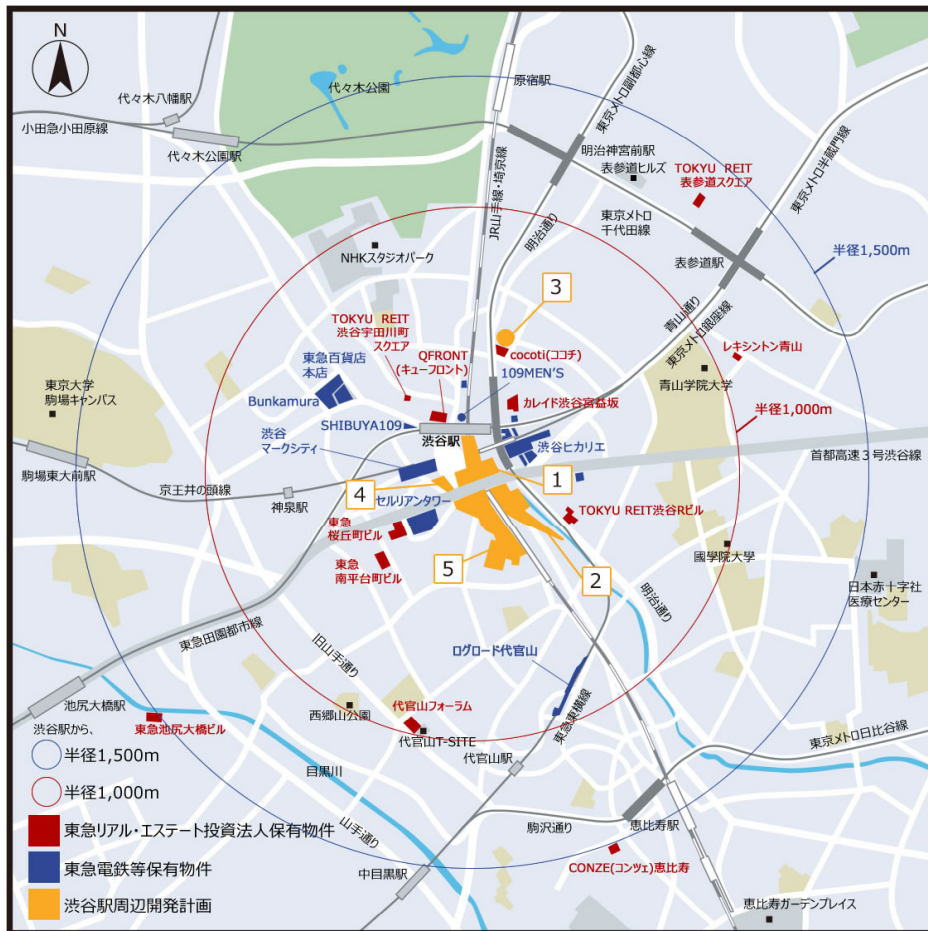 N
代々木公園
原宿駅
東京メトロ副都心線
代々木八幡駅
小田急小田原線
代々木公園駅
明治神宮前駅
表参道ヒルズ
TOKYU REIT
表参道スクエア
東京メトロ半蔵門線
JR山手線・埼京線
明治通り
東京メトロ
千代田線
NHKスタジオパーク
表参道駅
半径1,500m
3
青山通り
東京メトロ銀座線
TOKYU REIT
渋谷宇田川町
スクエア
QFRONT
(キューフロント)
cocoti(ココチ)
レキシントン青山
東急百貨店
本店
109MEN'S
青山学院大学
東京大学
駒場キャンパス
Bunkamura
カレイド渋谷宮益坂
半径1,000m
SHIBUYA109
渋谷駅
渋谷
マークシティ
渋谷ヒカリエ
首都高速3号渋谷線
駒場東大前駅
京王井の頭線
神泉駅
4
セルリアンタワー
1
TOKYU REIT渋谷Rビル
東急
桜丘町ビル
東急
南平台町ビル
5
2
國學院大學
明治通り
日本赤十字社
医療センター
東急田園都市線
旧山手通り
ログロード代官山
池尻大橋駅
東急池尻大橋ビル
西郷山公園
代官山フォーラム
代官山T-SITE
代官山駅
東急東横線
東京メトロ日比谷線
目黒川
山手通り
駒沢通り
恵比寿駅
中目黒駅
CONZE(コンツェ)恵比寿
恵比寿ガーデンプレイス
渋谷駅から、
半径1,500m
半径1,000m
東急リアル・エステート投資法人保有物件
東急電鉄等保有物件
渋谷駅周辺開発計画